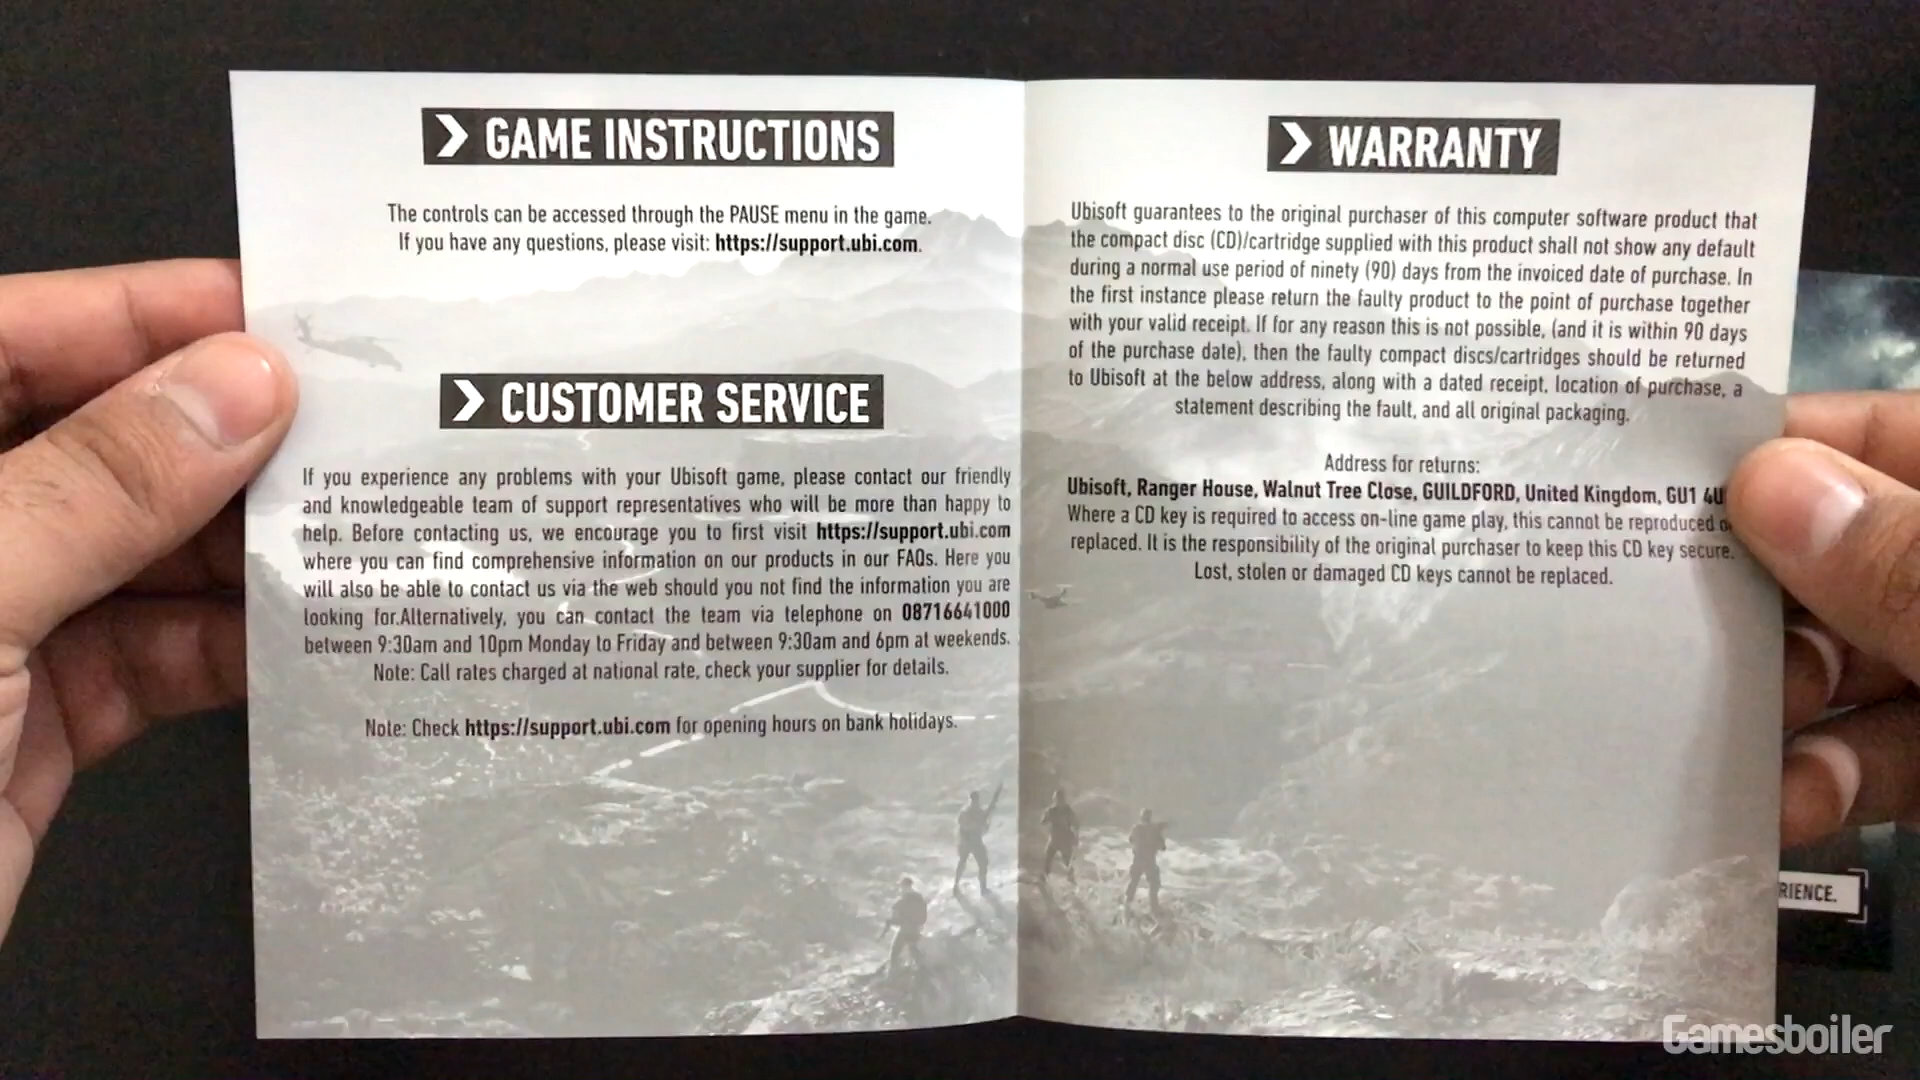 GAME INSTRUCTIONS
The controls can be accessed through the PAUSE menu in the game.
If you have any questions, please visit: https://support.ubi.com.
CUSTOMER SERVICE
If you experience any problems with your Ubisoft game, please contact our friendly
and knowledgeable team of support representatives who will be more than happy to
help. Before contacting us, we encourage you to first visit https://support.ubi.com
where you can find comprehensive information on our products in our FAQs. Here you
will also be able to contact us via the web should you not find the information you are
looking for.Alternatively, you can contact the team via telephone on 08716641000
between 9:30am and 10pm Monday to Friday and between 9:30am and 6pm at weekends.
Note: Call rates charged at national rate, check your supplier for details.
Note: Check https://support.ubi.com for opening hours on bank holidays.
WARRANTY
Ubisoft guarantees to the original purchaser of this computer software product that
the compact disc (CD)/cartridge supplied with this product shall not show any default
during a normal use period of ninety (90) days from the invoiced date of purchase. In
the first instance please return the faulty product to the point of purchase together
with your valid receipt. If for any reason this is not possible, (and it is within 90 days
of the purchase date), then the faulty compact discs/cartridges should be returned
to Ubisoft at the below address, along with a dated receipt, location of purchase, a
statement describing the fault, and all original packaging.
Address for returns:
Ubisoft, Ranger House, Walnut Tree Close, GUILDFORD, United Kingdom, GU1 4U
Where a CD key is required to access on-line game play, this cannot be reproduced
replaced. It is the responsibility of the original purchaser to keep this CD key secure.
Lost, stolen or damaged CD keys cannot be replaced.
RIENCE.
Gamesboiler